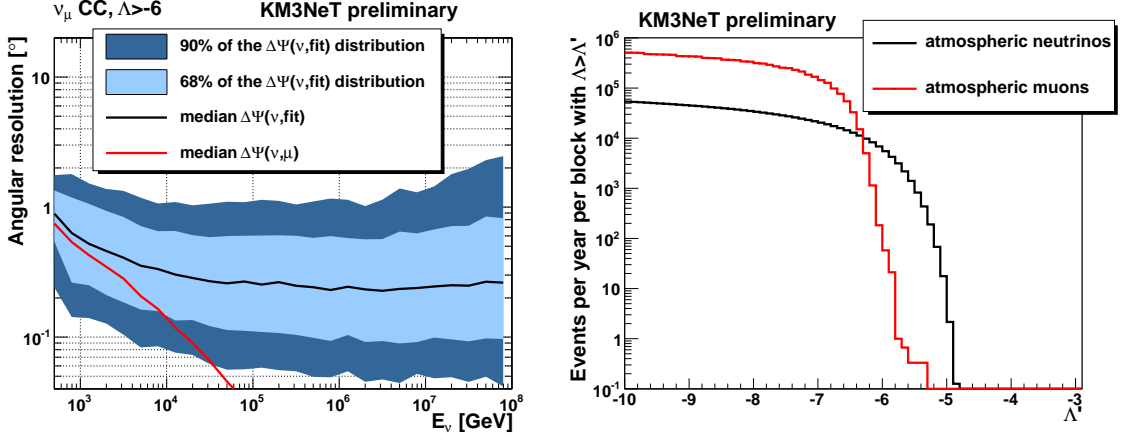 ν_μ CC, Λ>-6
KM3NeT preliminary
Angular resolution [°]
90% of the ΔΨ(ν,fit) distribution
68% of the ΔΨ(ν,fit) distribution
median ΔΨ(ν,fit)
median ΔΨ(ν,μ)
10
1
10⁻¹
10³ 10⁴ 10⁵ 10⁶ 10⁷ 10⁸
E_ν [GeV]
KM3NeT preliminary
Events per year per block with Λ>Λ'
atmospheric neutrinos
atmospheric muons
10⁶
10⁵
10⁴
10³
10²
10
1
10⁻¹
-10 -9 -8 -7 -6 -5 -4 -3
Λ'